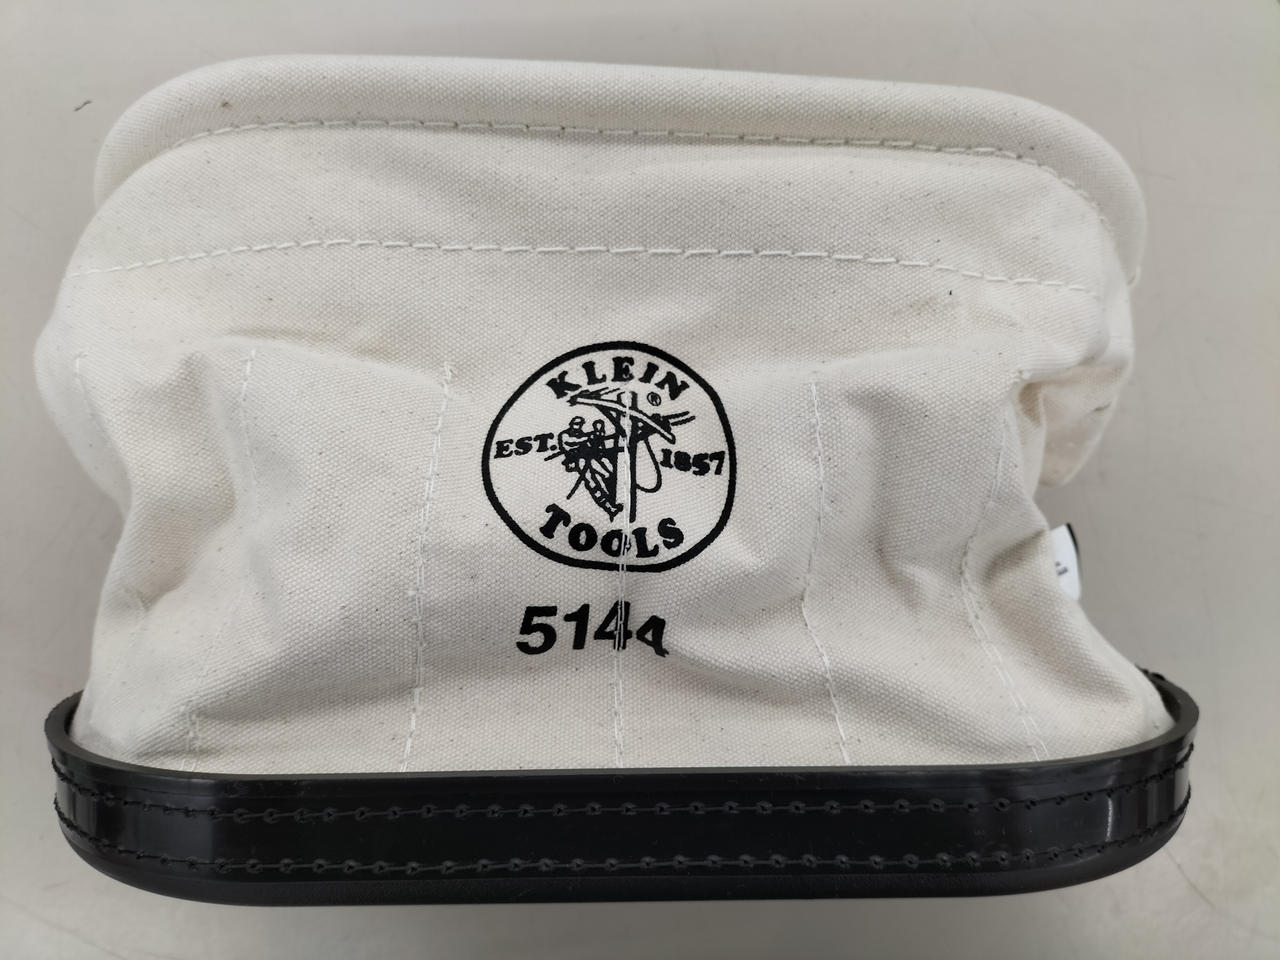 KLEIN
®
EST. 1857
TOOLS
5144